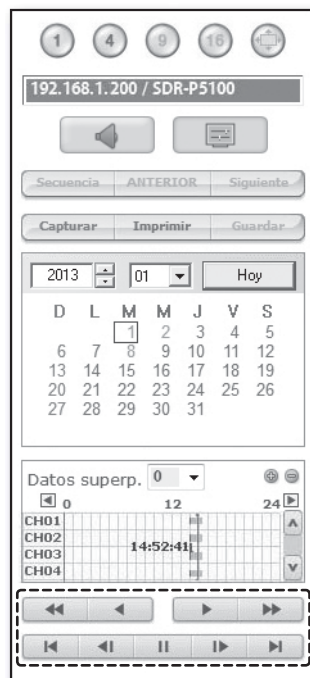 1 4 9 16
192.168.1.200 / SDR-P5100
Secuencia ANTERIOR Siguiente
Capturar Imprimir Guardar
2013 01 Hoy
D L M M J V S
1 2 3 4 5
6 7 8 9 10 11 12
13 14 15 16 17 18 19
20 21 22 23 24 25 26
27 28 29 30 31
Datos superp. 0
0 12 24
CH01
CH02
14:52:41
CH03
CH04